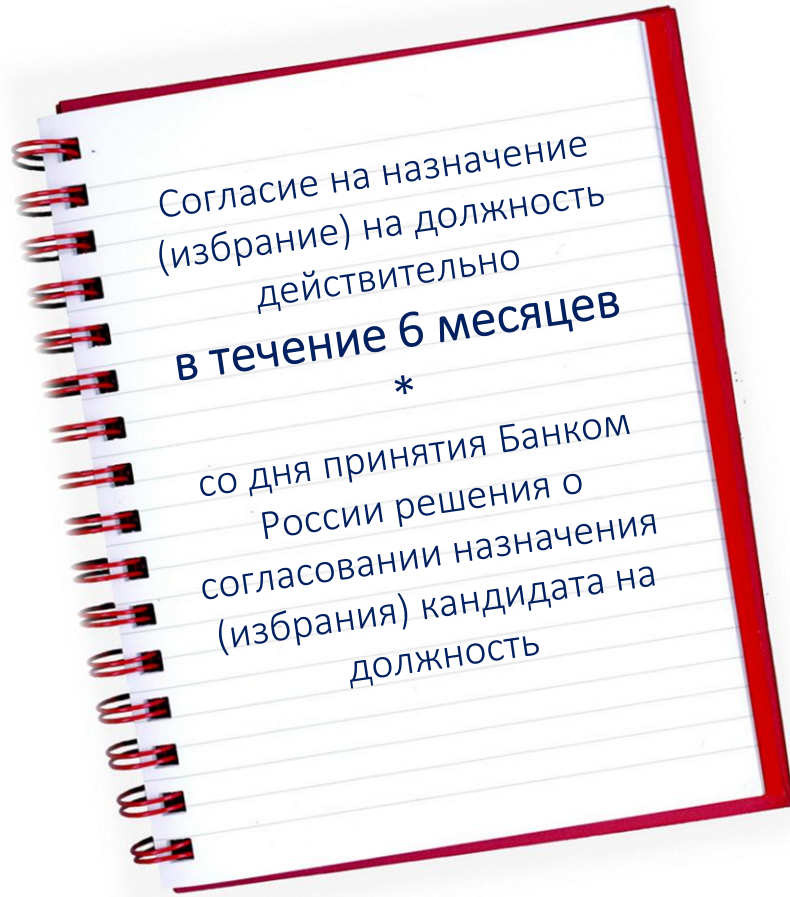 Согласие на назначение
(избрание) на должность
действительно
в течение 6 месяцев
*
со дня принятия Банком
России решения о
согласовании назначения
(избрания) кандидата на
должность